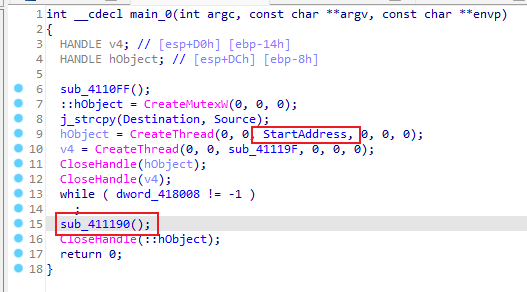 1 int __cdecl main_0(int argc, const char **argv, const char **envp)
2 {
3 HANDLE v4; // [esp+D0h] [ebp-14h]
4 HANDLE hObject; // [esp+DCh] [ebp-8h]
5
6 sub_4110FF();
7 ::hObject = CreateMutexW(0, 0, 0);
8 j_strcpy(Destination, Source);
9 hObject = CreateThread(0, 0, StartAddress, 0, 0, 0);
10 v4 = CreateThread(0, 0, sub_41119F, 0, 0, 0);
11 CloseHandle(hObject);
12 CloseHandle(v4);
13 while ( dword_418008 != -1 )
14 ;
15 sub_411190();
16 CloseHandle(::hObject);
17 return 0;
18 }